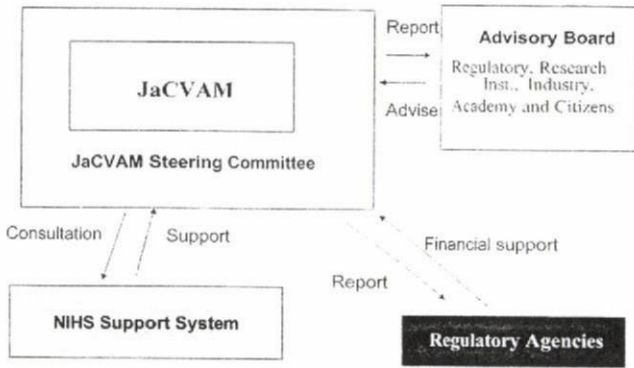 Report
Advisory Board
Regulatory, Research
Inst., Industry,
Academy and Citizens
JaCVAM
Advise
JaCVAM Steering Committee
Consultation
Support
Financial support
Report
NIHS Support System
Regulatory Agencies